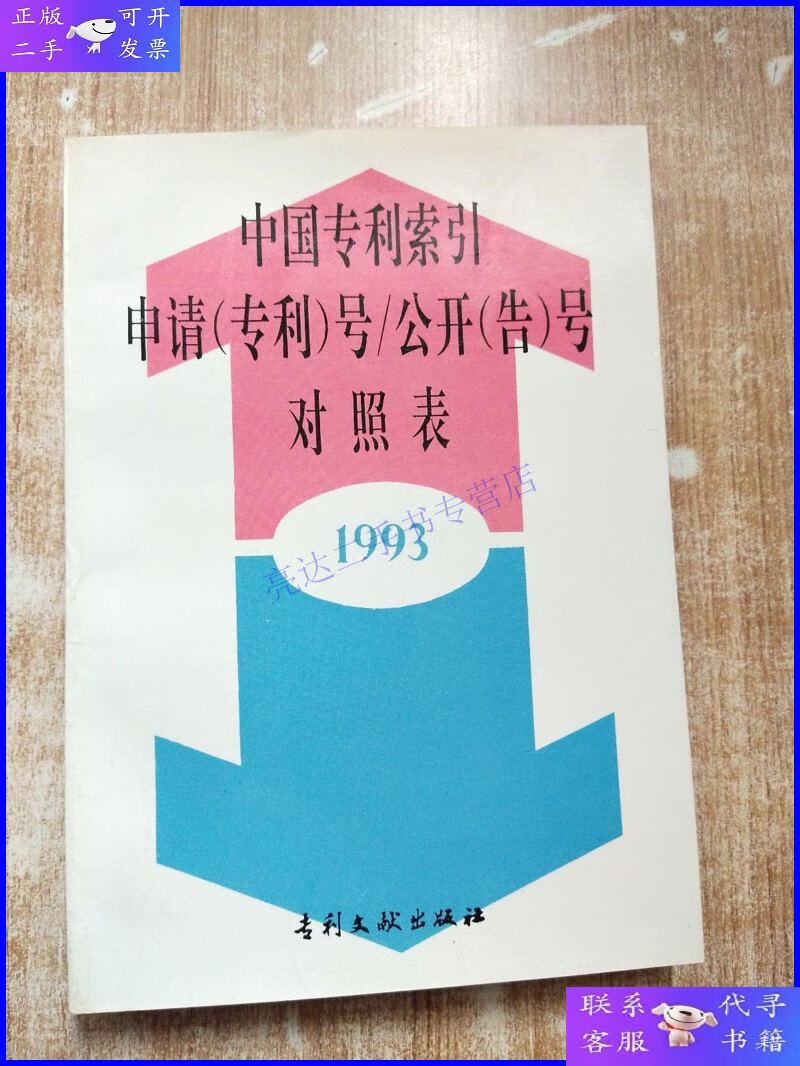 正版 可开
二手 发票
中国专利索引
申请(专利)号/公开(告)号
对照表
1993
亮达二手书专营店
专利文献出版社
联系 代寻
客服 书籍